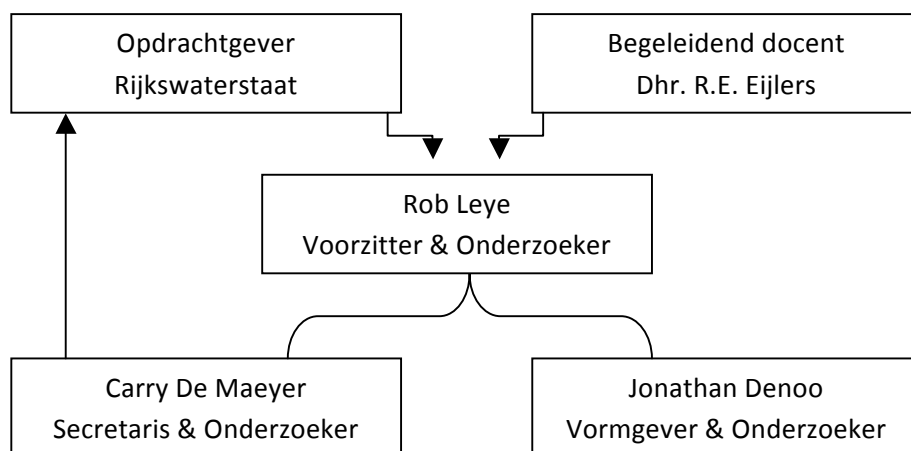 Opdrachtgever
Rijkswaterstaat
Begeleidend docent
Dhr. R.E. Eijlers
Rob Leye
Voorzitter & Onderzoeker
Carry De Maeyer
Secretaris & Onderzoeker
Jonathan Denoo
Vormgever & Onderzoeker